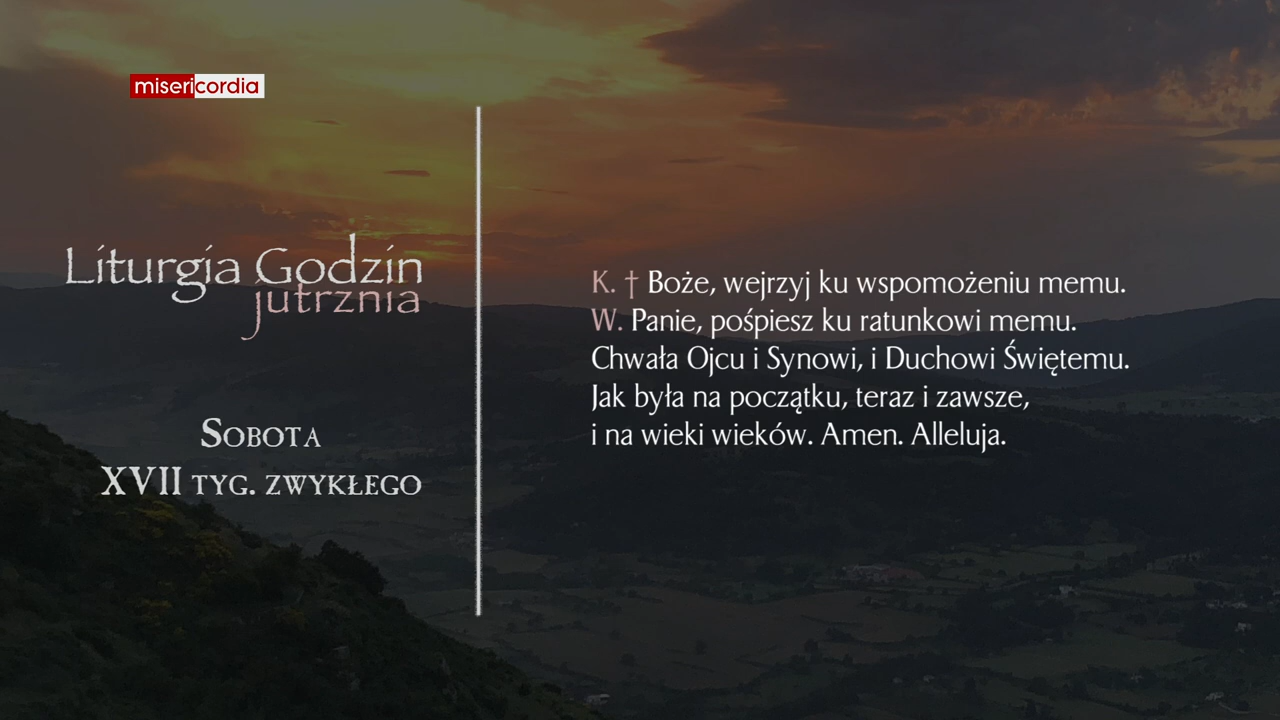 misericordia
Liturgia Godzin
jutrznia
Sobota
XVII tyg. zwykłego
K. † Boże, wejrzyj ku wspomożeniu memu.
W. Panie, pośpiesz ku ratunkowi memu.
Chwała Ojcu i Synowi, i Duchowi Świętemu.
Jak była na początku, teraz i zawsze,
i na wieki wieków. Amen. Alleluja.